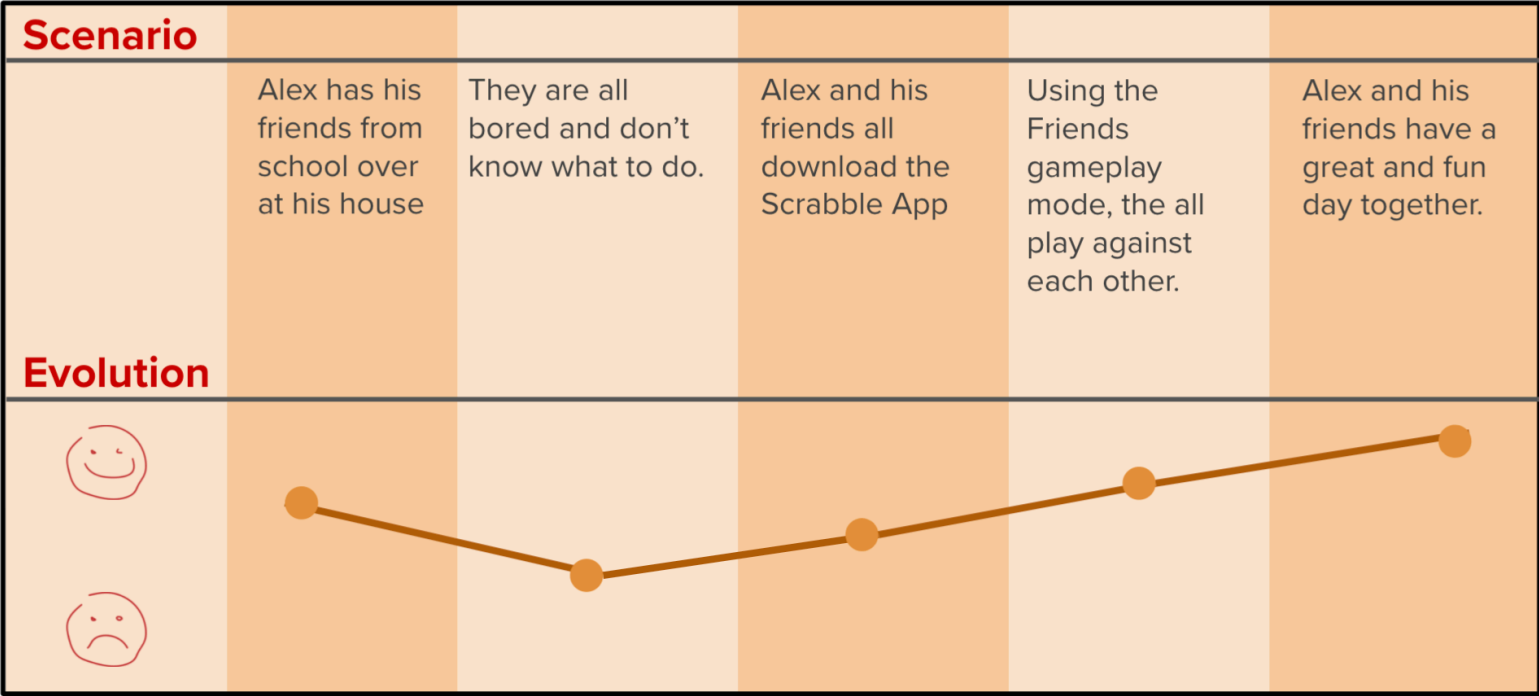 Scenario
Alex has his
friends from
school over
at his house
They are all
bored and don’t
know what to do.
Alex and his
friends all
download the
Scrabble App
Using the
Friends
gameplay
mode, the all
play against
each other.
Alex and his
friends have a
great and fun
day together.
Evolution